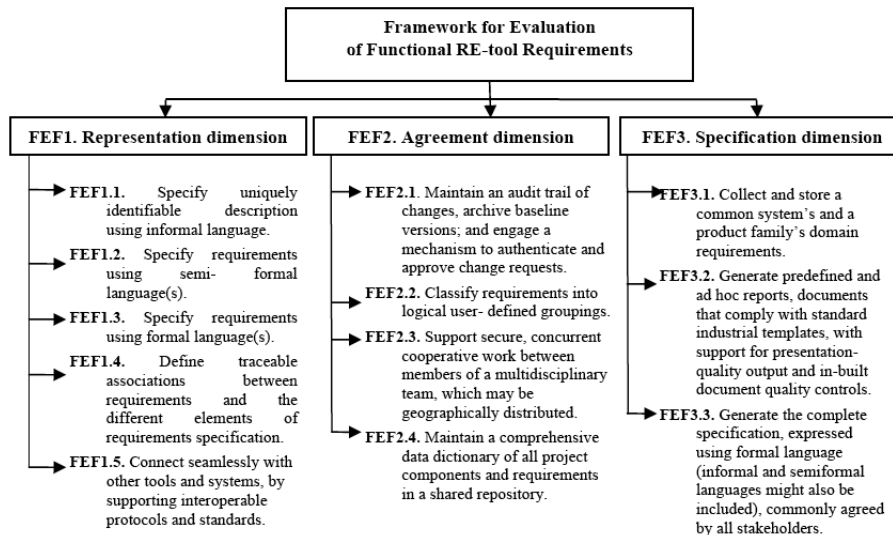 Framework for Evaluation
of Functional RE-tool Requirements
FEF1. Representation dimension
FEF1.1. Specify uniquely
identifiable description
using informal language.
FEF1.2. Specify requirements
using semi- formal
language(s).
FEF1.3. Specify requirements
using formal language(s).
FEF1.4. Define traceable
associations between
requirements and the
different elements of
requirements specification.
FEF1.5. Connect seamlessly with
other tools and systems, by
supporting interoperable
protocols and standards.
FEF2. Agreement dimension
FEF2.1. Maintain an audit trail of
changes, archive baseline
versions; and engage a
mechanism to authenticate and
approve change requests.
FEF2.2. Classify requirements into
logical user- defined groupings.
FEF2.3. Support secure, concurrent
cooperative work between
members of a multidisciplinary
team, which may be
geographically distributed.
FEF2.4. Maintain a comprehensive
data dictionary of all project
components and requirements
in a shared repository.
FEF3. Specification dimension
FEF3.1. Collect and store a
common system's and a
product family's domain
requirements.
FEF3.2. Generate predefined and
ad hoc reports, documents
that comply with standard
industrial templates, with
support for presentation-
quality output and in-built
document quality controls.
FEF3.3. Generate the complete
specification, expressed
using formal language
(informal and semiformal
languages might also be
included), commonly agreed
by all stakeholders.